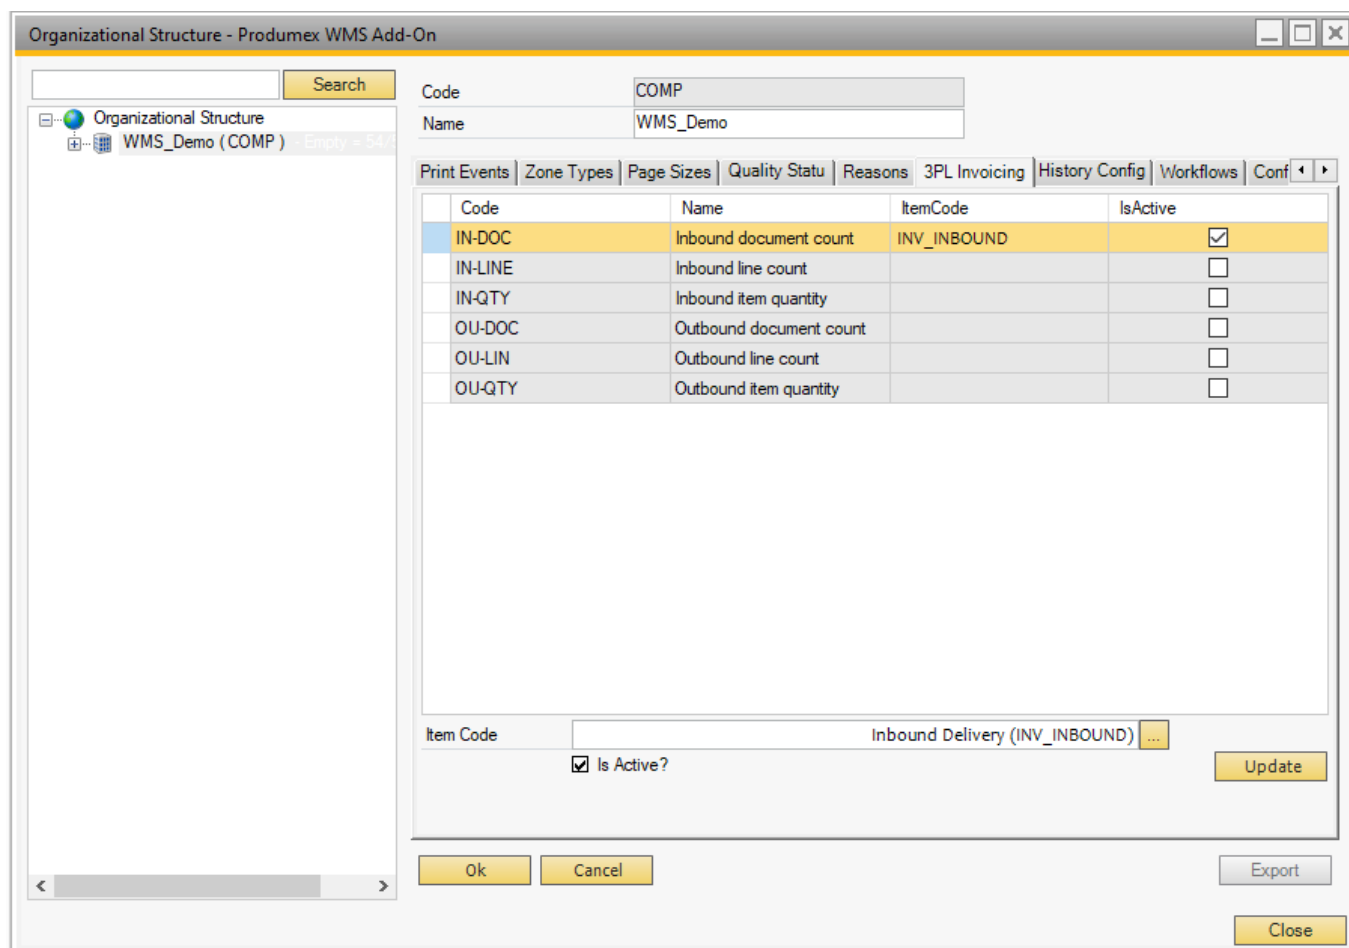 Organizational Structure - Produmex WMS Add-On
Search
Organizational Structure
WMS_Demo ( COMP ) - Empty = 54/
Code COMP
Name WMS_Demo
Print Events Zone Types Page Sizes Quality Statu Reasons 3PL Invoicing History Config Workflows Conf
Code Name ItemCode IsActive
IN-DOC Inbound document count INV_INBOUND
IN-LINE Inbound line count
IN-QTY Inbound item quantity
OU-DOC Outbound document count
OU-LIN Outbound line count
OU-QTY Outbound item quantity
Item Code Inbound Delivery (INV_INBOUND) ...
Is Active?
Update
Ok Cancel Export
Close